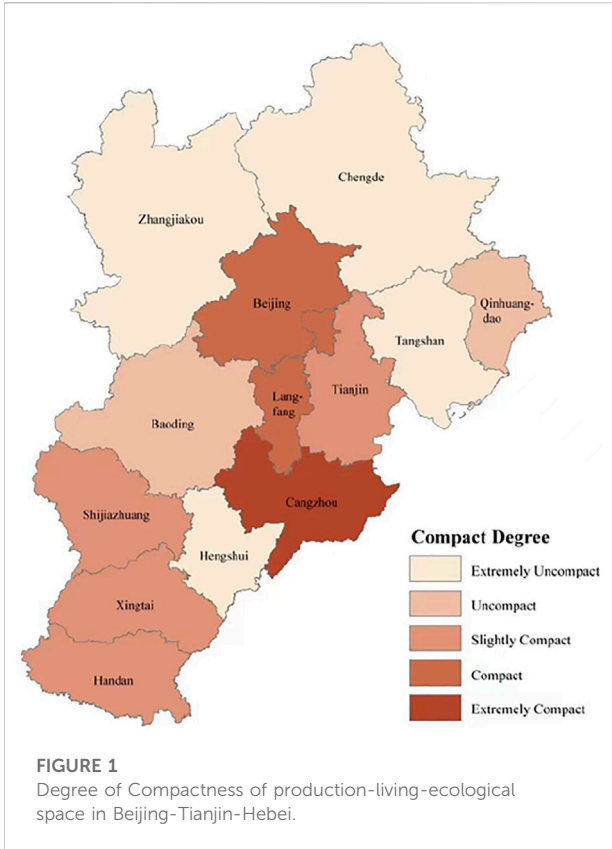 Chengde
Zhangjiakou
Beijing
Qinhuang-
dao
Tangshan
Tianjin
Lang-
fang
Baoding
Cangzhou
Shijiazhuang
Hengshui
Xingtai
Handan
Compact Degree
Extremely Uncompact
Uncompact
Slightly Compact
Compact
Extremely Compact
FIGURE 1
Degree of Compactness of production-living-ecological
space in Beijing-Tianjin-Hebei.